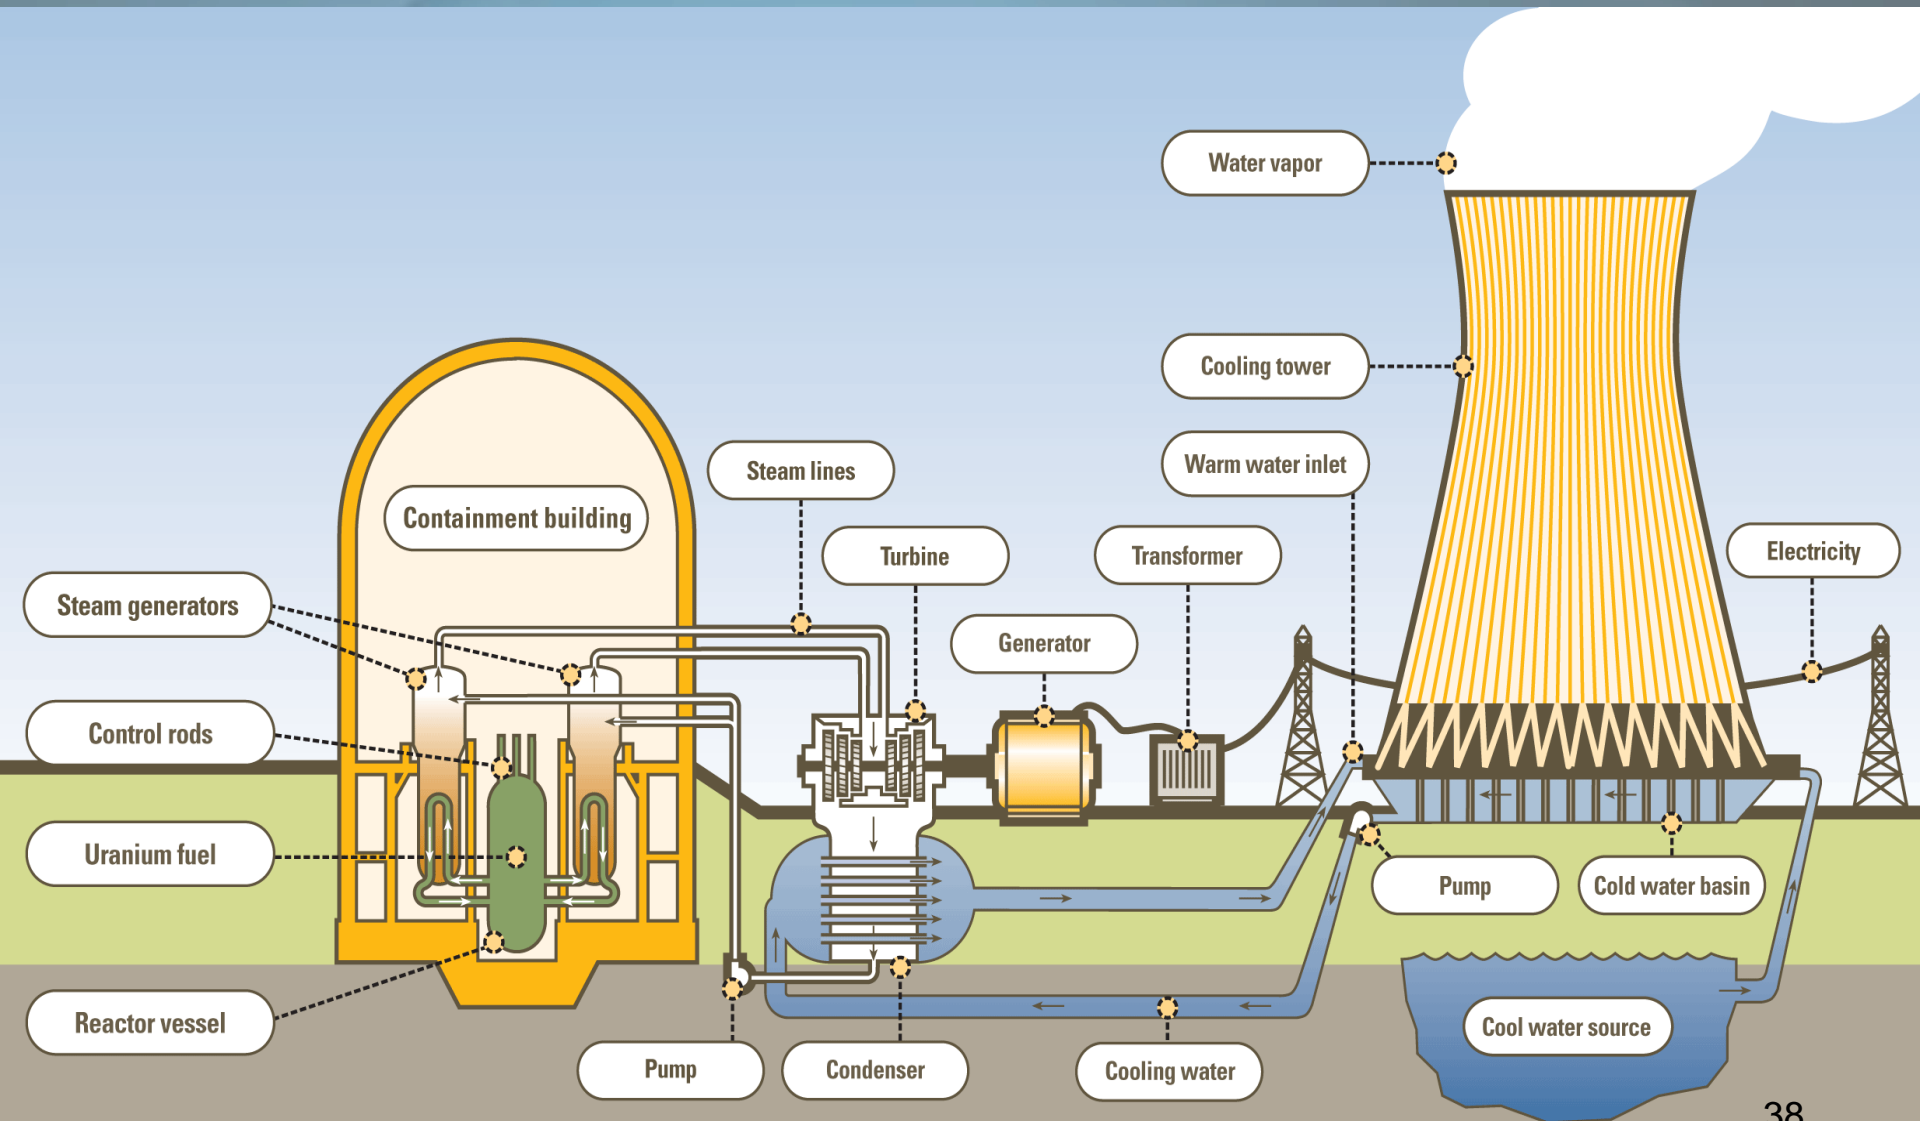 Water vapor
Cooling tower
Warm water inlet
Steam lines
Containment building
Turbine
Transformer
Electricity
Steam generators
Generator
Control rods
Uranium fuel
Pump
Cold water basin
Reactor vessel
Cool water source
Pump
Condenser
Cooling water
38